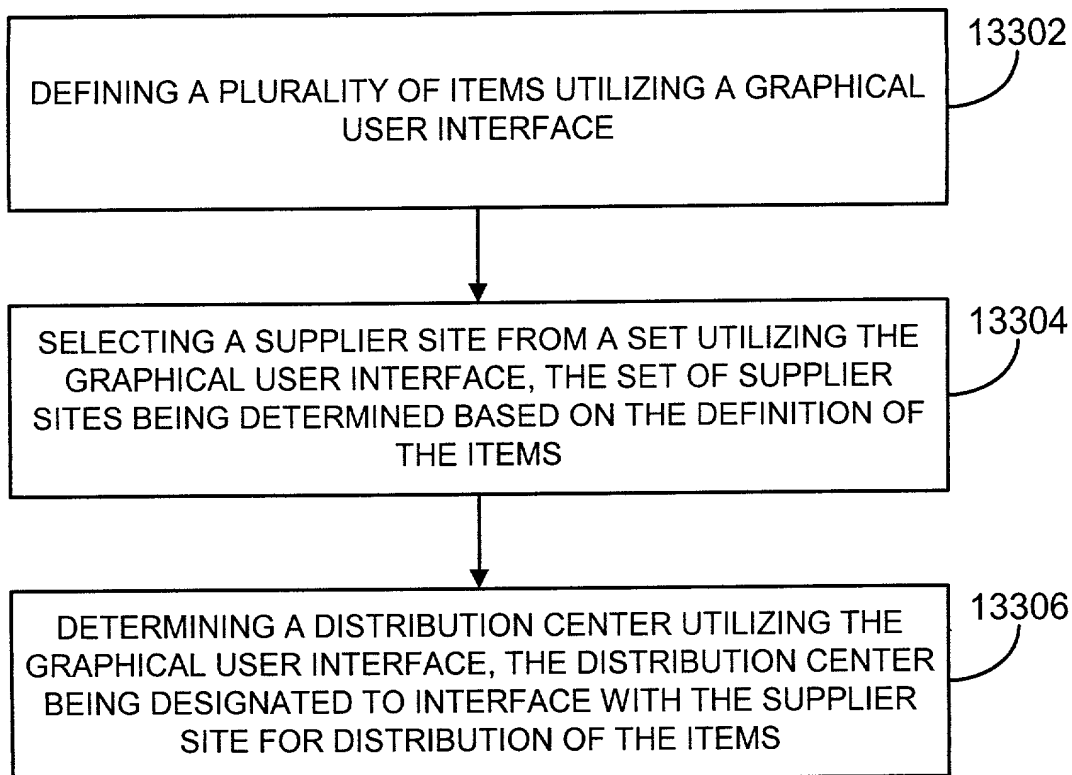 13302
DEFINING A PLURALITY OF ITEMS UTILIZING A GRAPHICAL
USER INTERFACE
13304
SELECTING A SUPPLIER SITE FROM A SET UTILIZING THE
GRAPHICAL USER INTERFACE, THE SET OF SUPPLIER
SITES BEING DETERMINED BASED ON THE DEFINITION OF
THE ITEMS
13306
DETERMINING A DISTRIBUTION CENTER UTILIZING THE
GRAPHICAL USER INTERFACE, THE DISTRIBUTION CENTER
BEING DESIGNATED TO INTERFACE WITH THE SUPPLIER
SITE FOR DISTRIBUTION OF THE ITEMS